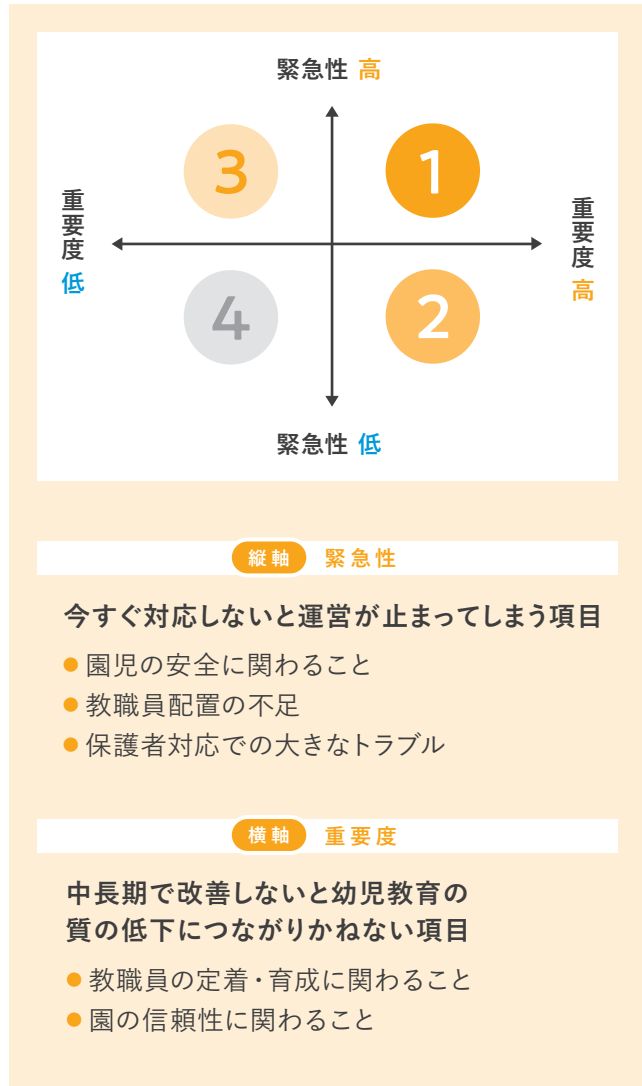 緊急性 高
3
1
重要度 低
重要度 高
4
2
緊急性 低
縦軸 緊急性
今すぐ対応しないと運営が止まってしまう項目
● 園児の安全に関わること
● 教職員配置の不足
● 保護者対応での大きなトラブル
横軸 重要度
中長期で改善しないと幼児教育の
質の低下につながりかねない項目
● 教職員の定着・育成に関わること
● 園の信頼性に関わること